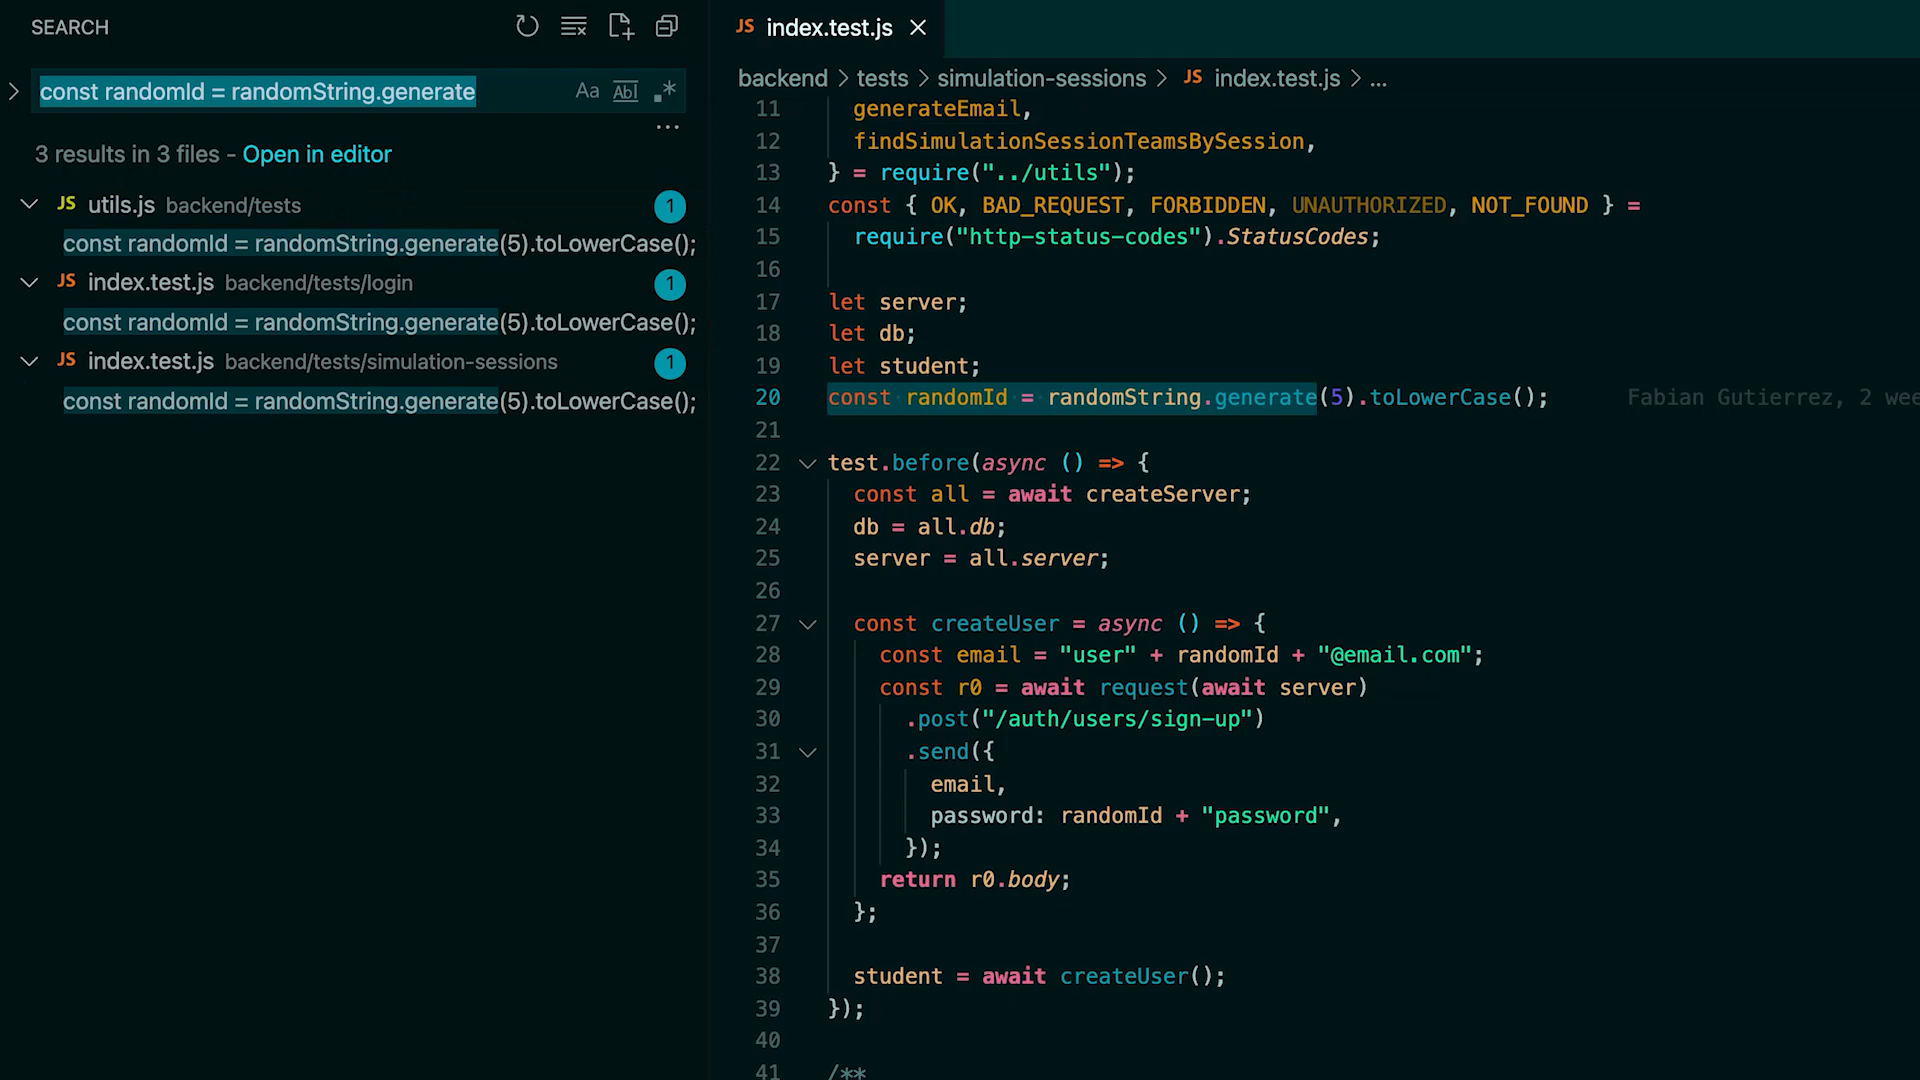 SEARCH
const randomId = randomString.generate
Aa Abl .*
...
3 results in 3 files - Open in editor
JS utils.js backend/tests 1
const randomId = randomString.generate(5).toLowerCase();
JS index.test.js backend/tests/login 1
const randomId = randomString.generate(5).toLowerCase();
JS index.test.js backend/tests/simulation-sessions 1
const randomId = randomString.generate(5).toLowerCase();
JS index.test.js
backend > tests > simulation-sessions > JS index.test.js > ...
11 generateEmail,
12 findSimulationSessionTeamsBySession,
13 } = require("../utils");
14 const { OK, BAD_REQUEST, FORBIDDEN, UNAUTHORIZED, NOT_FOUND } =
15 require("http-status-codes").StatusCodes;
16
17 let server;
18 let db;
19 let student;
20 const randomId = randomString.generate(5).toLowerCase(); Fabian Gutierrez, 2 wee
21
22 test.before(async () => {
23 const all = await createServer;
24 db = all.db;
25 server = all.server;
26
27 const createUser = async () => {
28 const email = "user" + randomId + "@email.com";
29 const r0 = await request(await server)
30 .post("/auth/users/sign-up")
31 .send({
32 email,
33 password: randomId + "password",
34 });
35 return r0.body;
36 };
37
38 student = await createUser();
39 });
40
41 /**